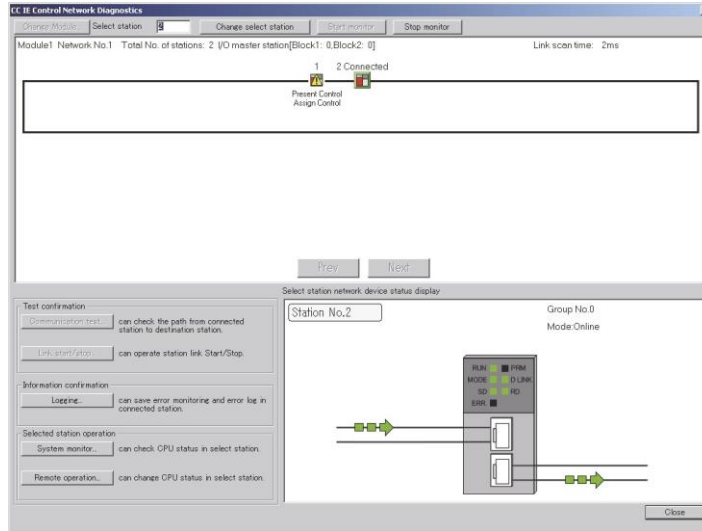 CC IE Control Network Diagnostics
Change Module.. Select station 2 Change select station Start monitor Stop monitor
Module1 Network No.1 Total No. of stations: 2 I/O master station[Block1: 0,Block2: 0] Link scan time: 2ms
1 2 Connected
Present Control
Assign Control
Prev Next
Select station network device status display
Test confirmation
Communication test.. can check the path from connected
station to destination station.
Link start/stop.. can operate station link Start/Stop.
Information confirmation
Logging.. can save error monitoring and error log in
connected station.
Selected station operation
System monitor.. can check CPU status in select station.
Remote operation.. can change CPU status in select station.
Station No.2
Group No.0
Mode:Online
RUN PRM
MODE D LINK
SD RD
ERR.
Close